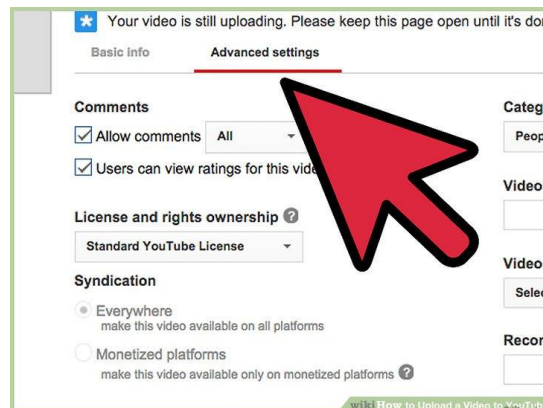 Your video is still uploading. Please keep this page open until it's do
Basic info
Advanced settings
Comments
Allow comments All
Users can view ratings for this vide
License and rights ownership ?
Standard YouTube License
Syndication
Everywhere
make this video available on all platforms
Monetized platforms
make this video available only on monetized platforms ?
Categ
Peop
Video
Video
Selec
Recor
wikiHow to Upload a Video to YouTube